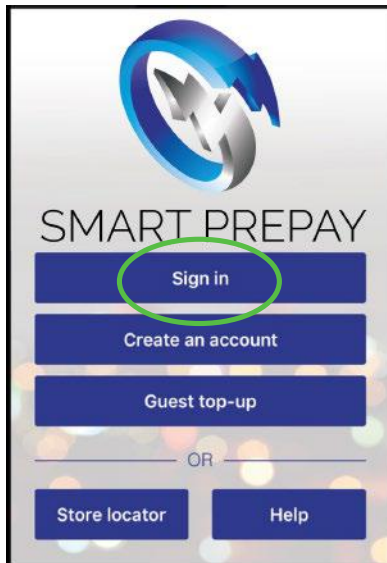 SMART PREPAY
Sign in
Create an account
Guest top-up
OR
Store locator Help